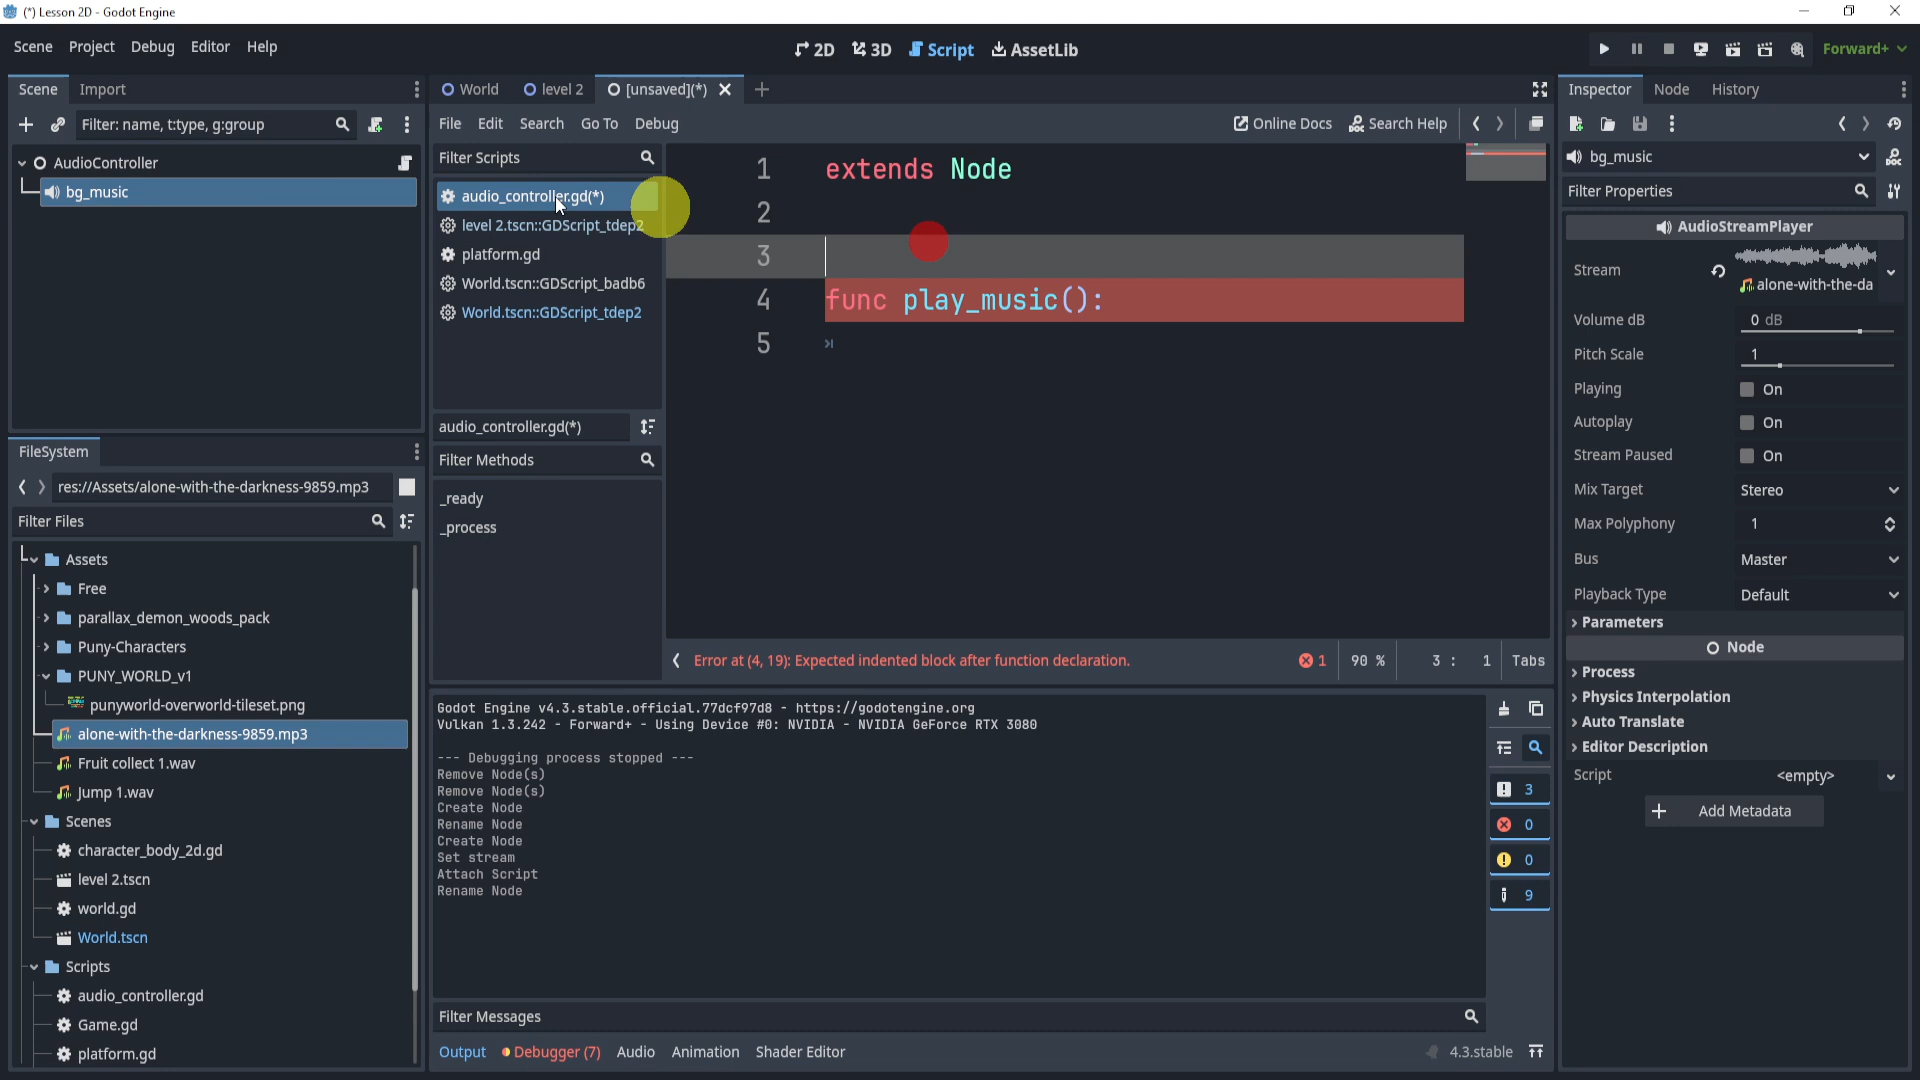 (*) Lesson 2D - Godot Engine
Scene Project Debug Editor Help
2D 3D Script AssetLib
Forward+
Scene Import
Filter: name, t:type, g:group
AudioController
bg_music
FileSystem
res://Assets/alone-with-the-darkness-9859.mp3
Filter Files
Assets
Free
parallax_demon_woods_pack
Puny-Characters
PUNY_WORLD_v1
punyworld-overworld-tileset.png
alone-with-the-darkness-9859.mp3
Fruit collect 1.wav
Jump 1.wav
Scenes
character_body_2d.gd
level 2.tscn
world.gd
World.tscn
Scripts
audio_controller.gd
Game.gd
platform.gd
World level 2 [unsaved](*)
File Edit Search Go To Debug
Online Docs Search Help
Filter Scripts
audio_controller.gd(*)
level 2.tscn::GDScript_tdep2
platform.gd
World.tscn::GDScript_badb6
World.tscn::GDScript_tdep2
audio_controller.gd(*)
Filter Methods
_ready
_process
1 extends Node
2
3
4 func play_music():
5
Error at (4, 19): Expected indented block after function declaration.
1 90 % 3 : 1 Tabs
Godot Engine v4.3.stable.official.77dcf97d8 - https://godotengine.org
Vulkan 1.3.242 - Forward+ - Using Device #0: NVIDIA - NVIDIA GeForce RTX 3080
--- Debugging process stopped ---
Remove Node(s)
Remove Node(s)
Create Node
Rename Node
Create Node
Set stream
Attach Script
Rename Node
3
0
0
9
Filter Messages
Output Debugger (7) Audio Animation Shader Editor
4.3.stable
Inspector Node History
bg_music
Filter Properties
AudioStreamPlayer
Stream
alone-with-the-da
Volume dB 0 dB
Pitch Scale 1
Playing On
Autoplay On
Stream Paused On
Mix Target Stereo
Max Polyphony 1
Bus Master
Playback Type Default
Parameters
Node
Process
Physics Interpolation
Auto Translate
Editor Description
Script <empty>
Add Metadata